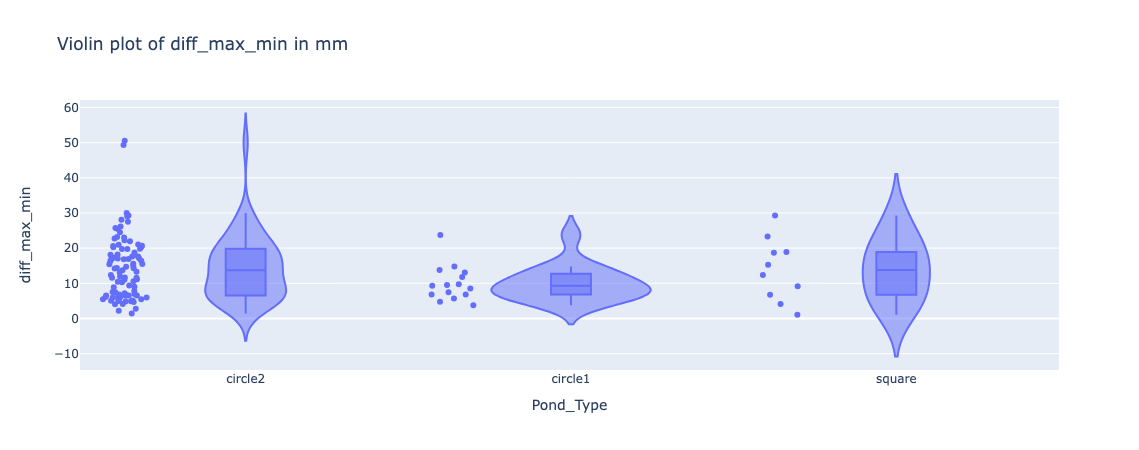 Violin plot of diff_max_min in mm
60
50
40
30
20
10
0
−10
diff_max_min
circle2
circle1
square
Pond_Type